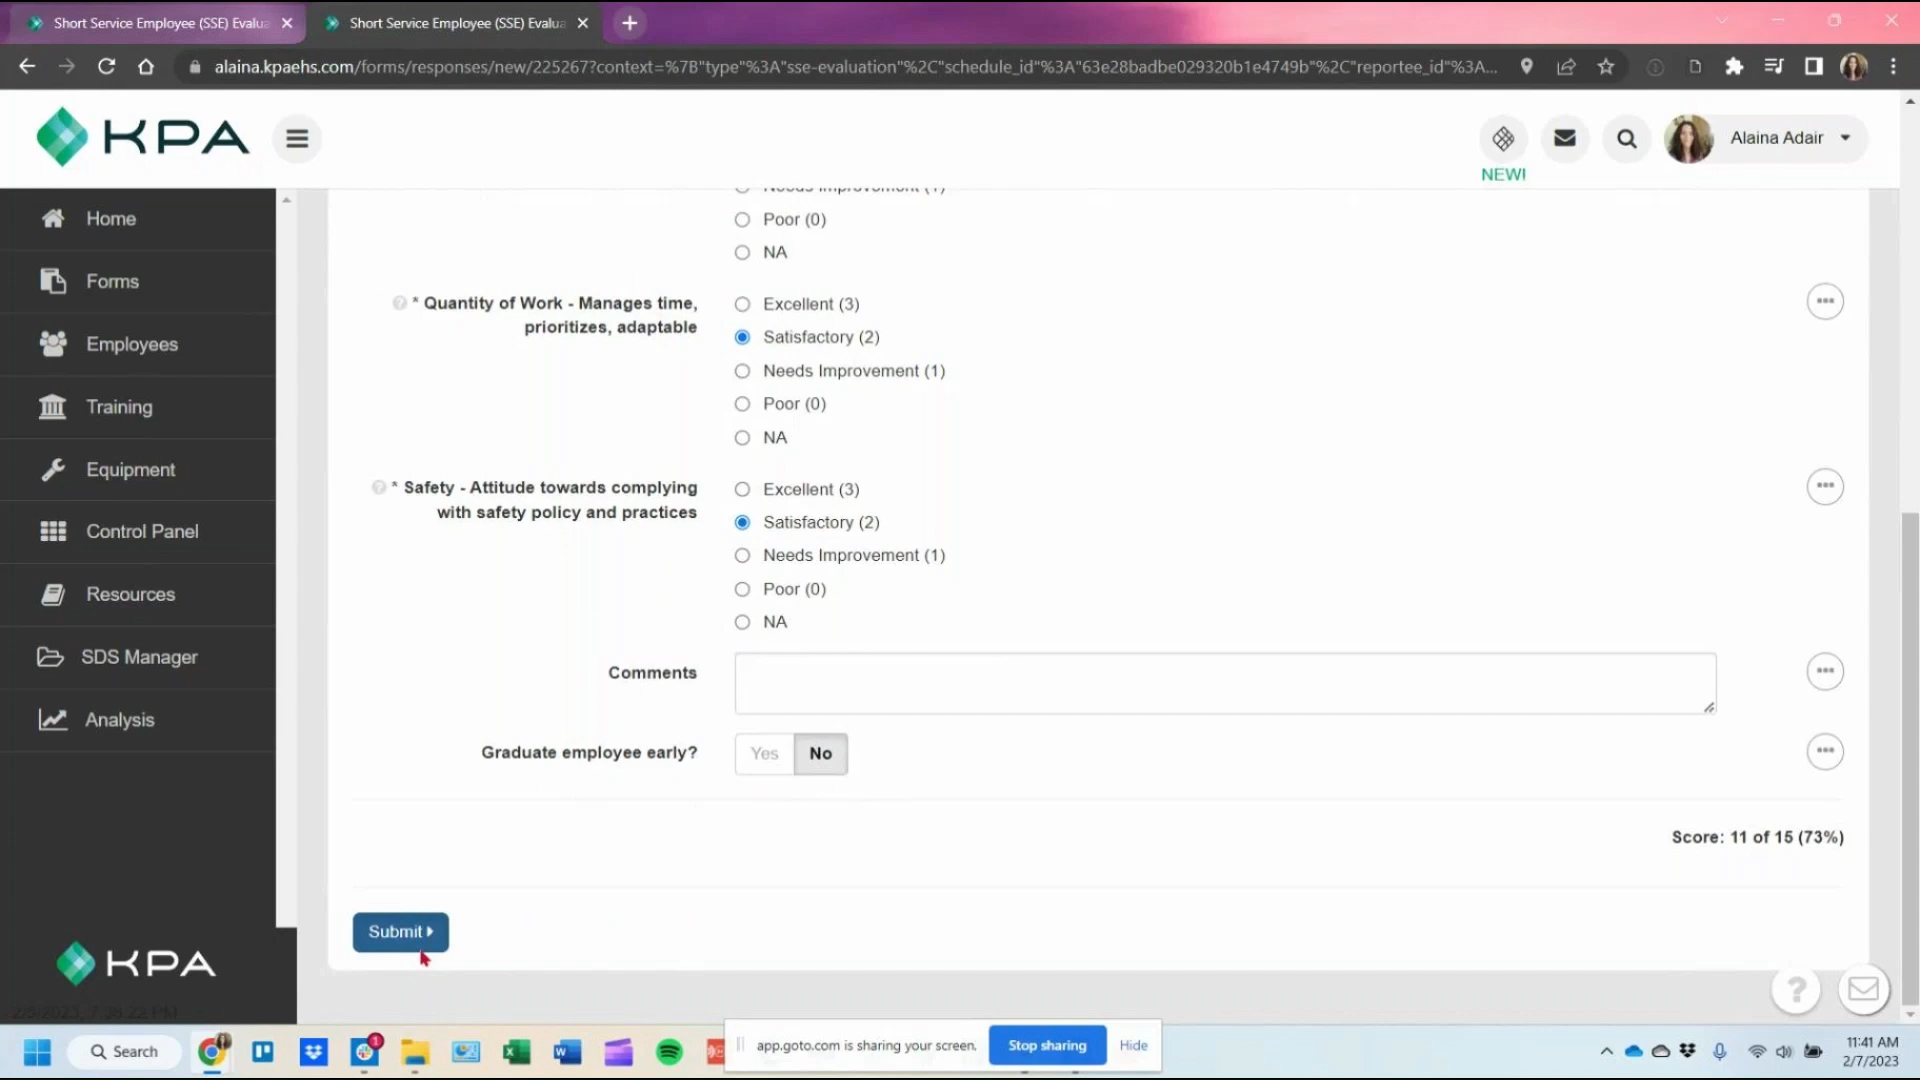 Short Service Employee (SSE) Evalua
Short Service Employee (SSE) Evalua
alaina.kpaehs.com/forms/responses/new/225267?context=%7B"type"%3A"sse-evaluation"%2C"schedule_id"%3A"63e28badbe029320b1e4749b"%2C"reportee_id"%3A...
KPA
NEW!
Alaina Adair
Home
Forms
Employees
Training
Equipment
Control Panel
Resources
SDS Manager
Analysis
KPA
Needs Improvement (1)
Poor (0)
NA
* Quantity of Work - Manages time,
prioritizes, adaptable
Excellent (3)
Satisfactory (2)
Needs Improvement (1)
Poor (0)
NA
* Safety - Attitude towards complying
with safety policy and practices
Excellent (3)
Satisfactory (2)
Needs Improvement (1)
Poor (0)
NA
Comments
Graduate employee early?
Yes No
Score: 11 of 15 (73%)
Submit
Search
1
app.goto.com is sharing your screen.
Stop sharing
Hide
11:41 AM
2/7/2023